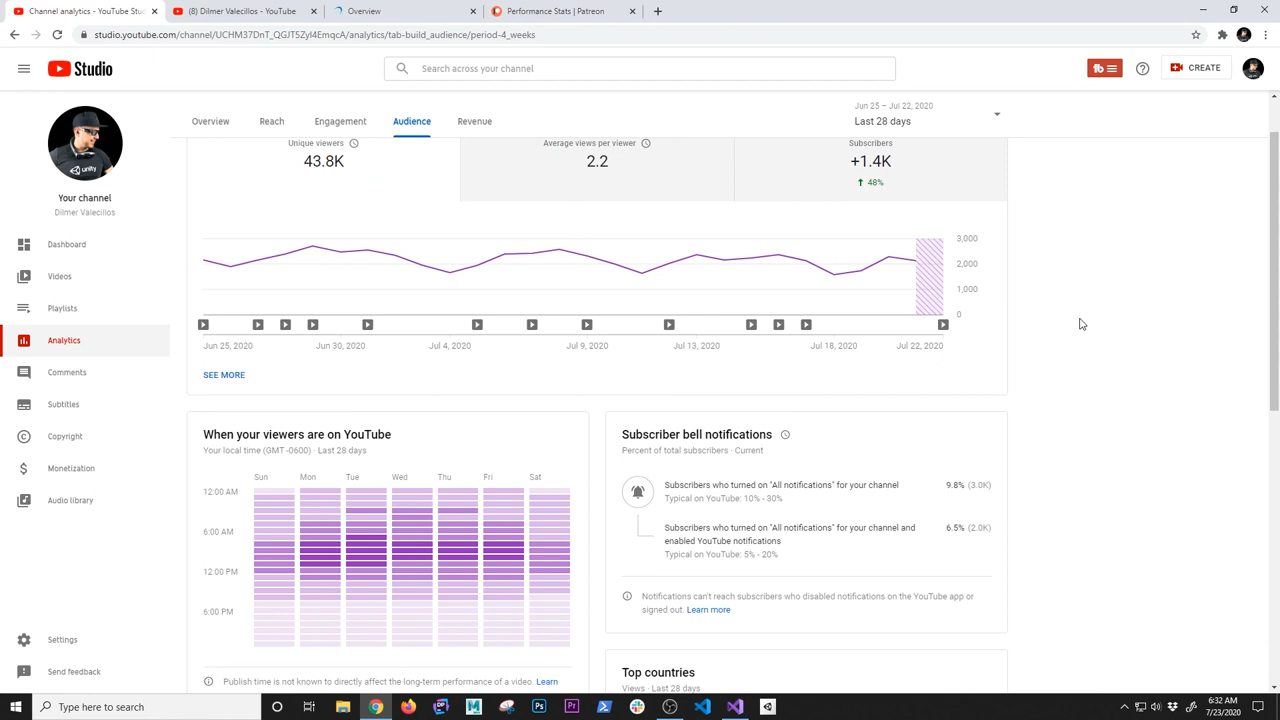 Channel analytics - YouTube Stu
(8) Dilmer Valecillos - YouTube
Overview
Performance Stats | Patreon
studio.youtube.com/channel/UCHM37DnT_QGJT5ZyI4EmqcA/analytics/tab-build_audience/period-4_weeks
Studio
Search across your channel
CREATE
Overview
Reach
Engagement
Audience
Revenue
Jun 25 – Jul 22, 2020
Last 28 days
unity
Your channel
Dilmer Valecillos
Dashboard
Videos
Playlists
Analytics
Comments
Subtitles
Copyright
Monetization
Audio library
Settings
Send feedback
Unique viewers
43.8K
Average views per viewer
2.2
Subscribers
+1.4K
48%
3,000
2,000
1,000
0
Jun 25, 2020
Jun 30, 2020
Jul 4, 2020
Jul 9, 2020
Jul 13, 2020
Jul 18, 2020
Jul 22, 2020
SEE MORE
When your viewers are on YouTube
Your local time (GMT -0600) · Last 28 days
Sun Mon Tue Wed Thu Fri Sat
12:00 AM
6:00 AM
12:00 PM
6:00 PM
Publish time is not known to directly affect the long-term performance of a video. Learn
Subscriber bell notifications
Percent of total subscribers · Current
Subscribers who turned on "All notifications" for your channel 9.8% (3.0K)
Typical on YouTube: 10% - 30%
Subscribers who turned on "All notifications" for your channel and 6.5% (2.0K)
enabled YouTube notifications
Typical on YouTube: 5% - 20%
Notifications can't reach subscribers who disabled notifications on the YouTube app or
signed out. Learn more
Top countries
Views · Last 28 days
Type here to search
6:32 AM
7/23/2020